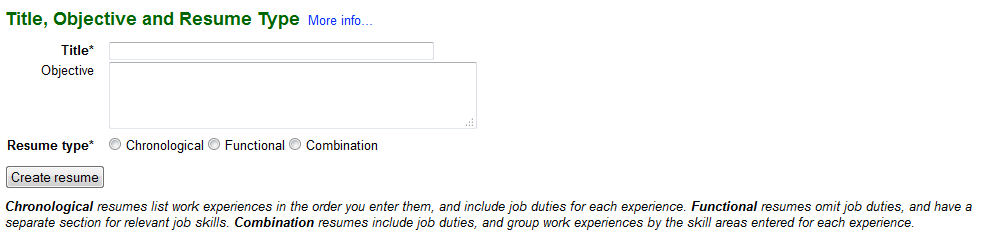 Title, Objective and Resume Type More info...
Title*
Objective
Resume type* Chronological Functional Combination
Create resume
Chronological resumes list work experiences in the order you enter them, and include job duties for each experience. Functional resumes omit job duties, and have a
separate section for relevant job skills. Combination resumes include job duties, and group work experiences by the skill areas entered for each experience.